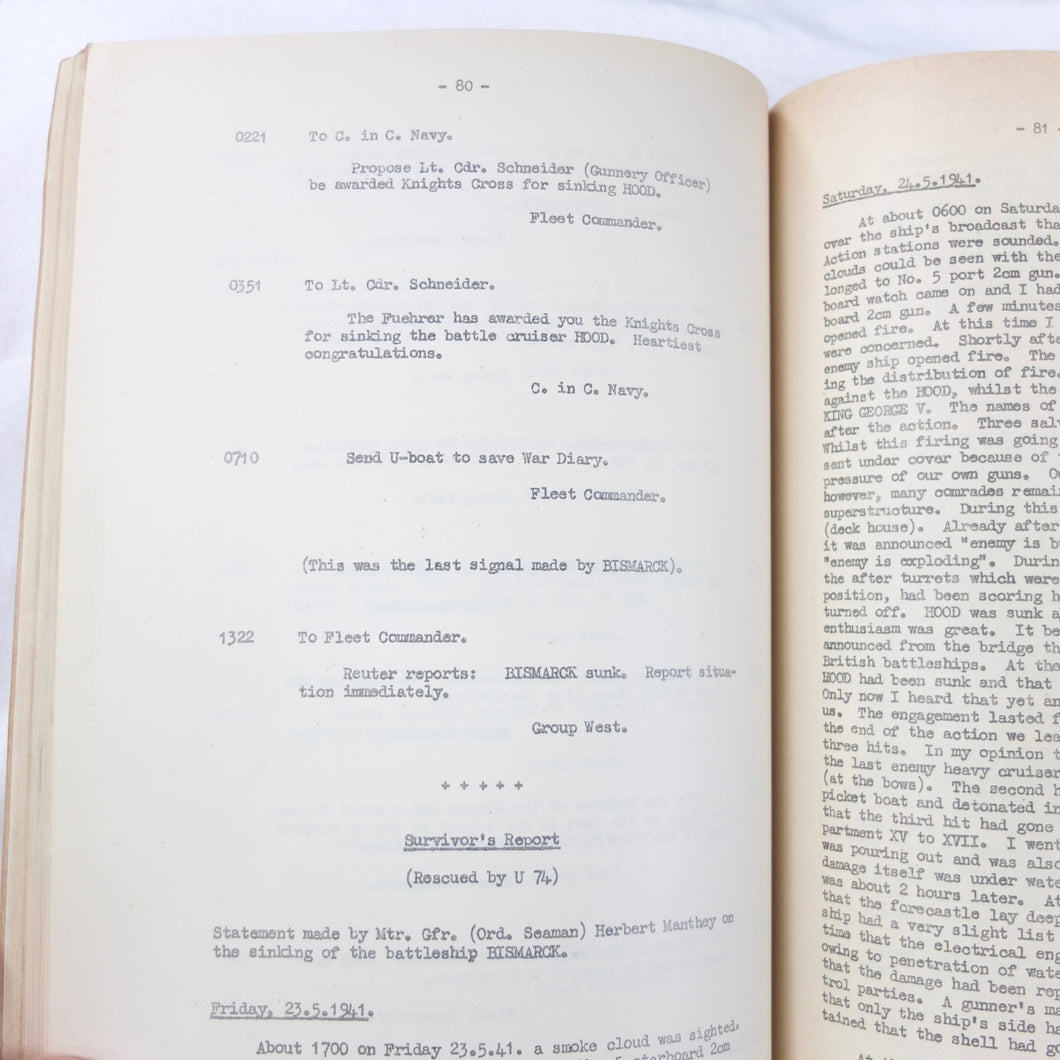 - 80 -
0221 To C. in C. Navy.
Propose Lt. Cdr. Schneider (Gunnery Officer)
be awarded Knights Cross for sinking HOOD.
Fleet Commander.
0351 To Lt. Cdr. Schneider.
The Fuehrer has awarded you the Knights Cross
for sinking the battle cruiser HOOD. Heartiest
congratulations.
C. in C. Navy.
0710 Send U-boat to save War Diary.
Fleet Commander.
(This was the last signal made by BISMARCK).
1322 To Fleet Commander.
Reuter reports: BISMARCK sunk. Report situa-
tion immediately.
Group West.
+ + + + +
Survivor's Report
(Rescued by U 74)
Statement made by Mtr. Gfr. (Ord. Seaman) Herbert Manthey on
the sinking of the battleship BISMARCK.
Friday, 23.5.1941.
About 1700 on Friday 23.5.41. a smoke cloud was sighted.
5 starboard 2cm
- 81
Saturday, 24.5.1941.
At about 0600 on Saturda
over the ship's broadcast tha
Action stations were sounded.
clouds could be seen with the
longed to No. 5 port 2cm gun.
board watch came on and I had
board 2cm gun. A few minutes
opened fire. At this time I
were concerned. Shortly afte
enemy ship opened fire. The
ing the distribution of fire.
against the HOOD, whilst the
KING GEORGE V. The names of
after the action. Three salv
Whilst this firing was going
sent under cover because of
pressure of our own guns.
however, many comrades remai
superstructure. During this
(deck house). Already after
it was announced "enemy is b
"enemy is exploding". Durin
the after turrets which were
position, had been scoring h
turned off. HOOD was sunk a
enthusiasm was great. It be
announced from the bridge th
British battleships. At the
HOOD had been sunk and that
Only now I heard that yet an
us. The engagement lasted f
the end of the action we lea
three hits. In my opinion t
the last enemy heavy cruiser
(at the bows). The second h
picket boat and detonated in
that the third hit had gone
partment XV to XVII. I went
was pouring out and was also
damage itself was under wate
was about 2 hours later. At
that the forecastle lay deep
ship had a very slight list
time that the electrical eng
owing to penetration of wate
that the damage had been rep
trol parties. A gunner's ma
that only the ship's side ha
tained that the shell had g